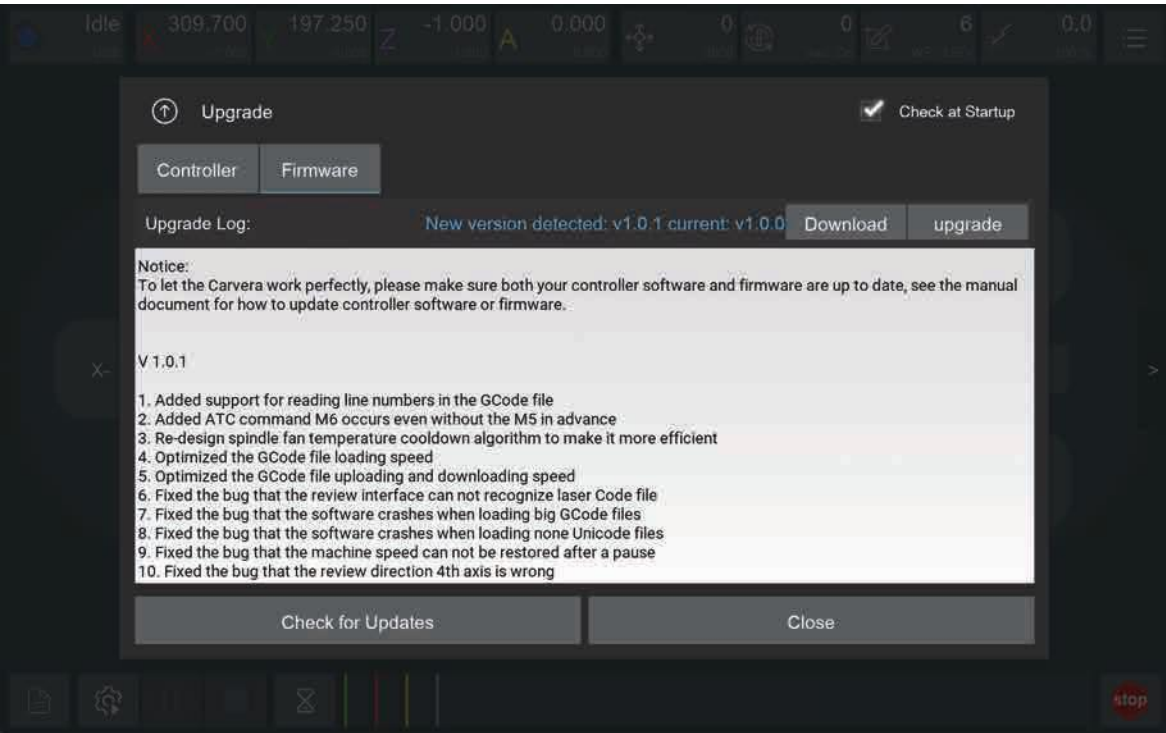 Idle 309.700 197.250 Z -1.000 A 0.000 0 0 6 0.0
Upgrade
Check at Startup
Controller Firmware
Upgrade Log: New version detected: v1.0.1 current: v1.0.0 Download upgrade
Notice:
To let the Carvera work perfectly, please make sure both your controller software and firmware are up to date, see the manual
document for how to update controller software or firmware.
V 1.0.1
1. Added support for reading line numbers in the GCode file
2. Added ATC command M6 occurs even without the M5 in advance
3. Re-design spindle fan temperature cooldown algorithm to make it more efficient
4. Optimized the GCode file loading speed
5. Optimized the GCode file uploading and downloading speed
6. Fixed the bug that the review interface can not recognize laser Code file
7. Fixed the bug that the software crashes when loading big GCode files
8. Fixed the bug that the software crashes when loading none Unicode files
9. Fixed the bug that the machine speed can not be restored after a pause
10. Fixed the bug that the review direction 4th axis is wrong
X-
>
Check for Updates Close
stop